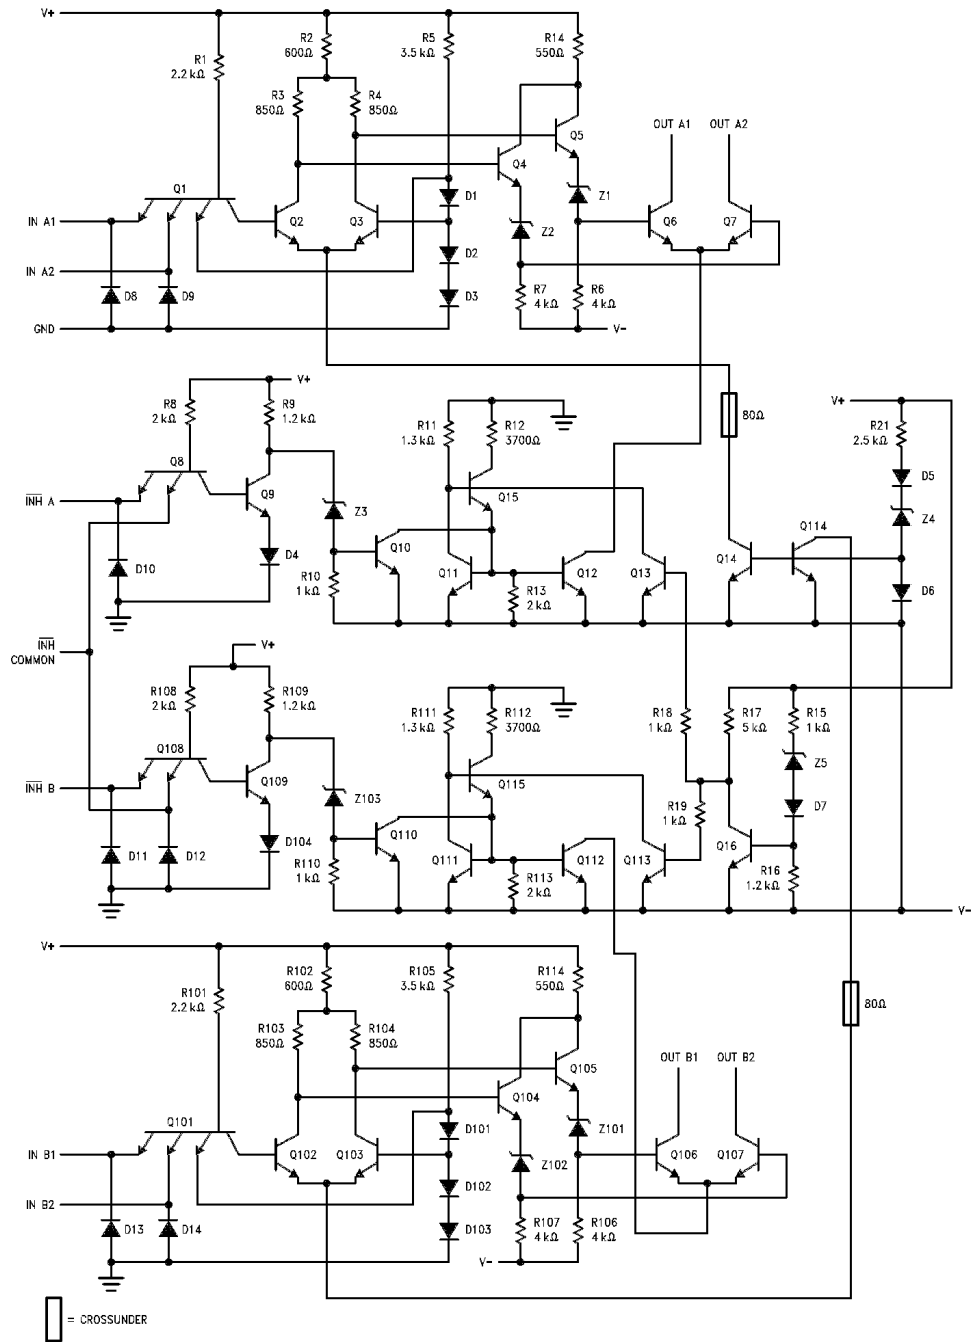 V+
R1
2.2 kΩ
R2
600Ω
R5
3.5 kΩ
R14
550Ω
R3
850Ω
R4
850Ω
OUT A1
OUT A2
Q5
Q4
Q1
D1
Z1
IN A1
Q2
Q3
Q6
Q7
Z2
D2
IN A2
D8
D9
D3
R7
4 kΩ
R6
4 kΩ
GND
V−
V+
R8
2 kΩ
R9
1.2 kΩ
R11
1.3 kΩ
R12
3700Ω
80Ω
V+
R21
2.5 kΩ
Q8
D5
INH A
Q9
Q15
Z3
Z4
Q114
D4
Q10
D10
R10
1 kΩ
Q11
Q12
Q13
Q14
R13
2 kΩ
D6
INH
COMMON
V+
R108
2 kΩ
R109
1.2 kΩ
R111
1.3 kΩ
R112
3700Ω
R18
1 kΩ
R17
5 kΩ
R15
1 kΩ
Q108
Z5
INH B
Q109
Q115
Z103
R19
1 kΩ
D7
D104
Q110
D11
D12
R110
1 kΩ
Q111
Q112
Q113
Q16
R113
2 kΩ
R16
1.2 kΩ
V−
V+
R101
2.2 kΩ
R102
600Ω
R105
3.5 kΩ
R114
550Ω
80Ω
R103
850Ω
R104
850Ω
OUT B1
OUT B2
Q105
Q104
Q101
D101
Z101
IN B1
Q102
Q103
Q106
Q107
Z102
D102
IN B2
D13
D14
D103
R107
4 kΩ
R106
4 kΩ
V−
= CROSSUNDER